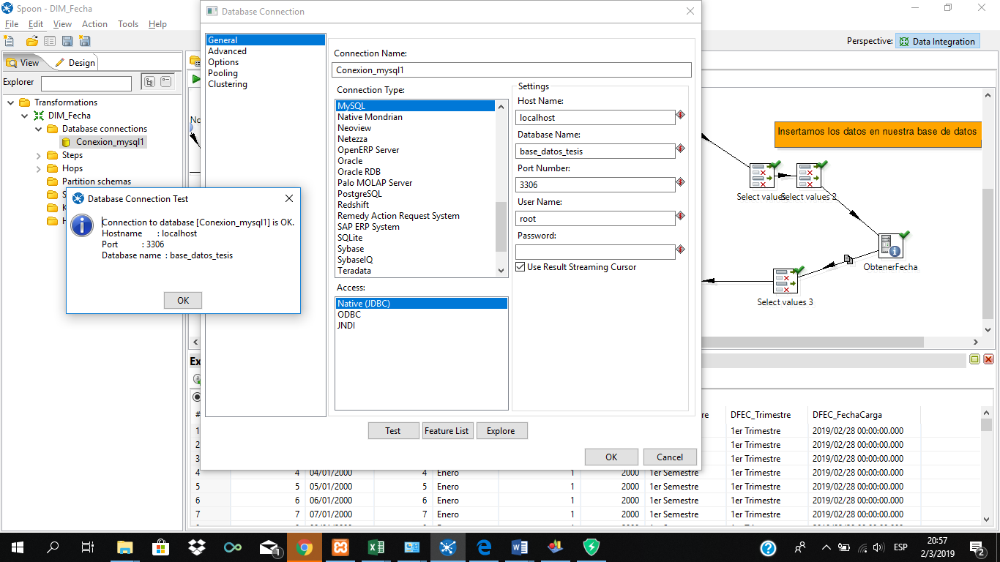 Spoon - DIM_Fecha
File Edit View Action Tools Help
Perspective: Data Integration
View Design
Explorer
Transformations
DIM_Fecha
Database connections
Conexion_mysql1
Steps
Hops
Partition schemas
Database Connection
General
Advanced
Options
Pooling
Clustering
Connection Name:
Conexion_mysql1
Connection Type:
MySQL
Native Mondrian
Neoview
Netezza
OpenERP Server
Oracle
Oracle RDB
Palo MOLAP Server
PostgreSQL
Redshift
Remedy Action Request System
SAP ERP System
SQLite
Sybase
SybaseIQ
Teradata
Access:
Native (JDBC)
ODBC
JNDI
Settings
Host Name:
localhost
Database Name:
base_datos_tesis
Port Number:
3306
User Name:
root
Password:
Use Result Streaming Cursor
Test Feature List Explore
OK Cancel
Database Connection Test
Connection to database [Conexion_mysql1] is OK.
Hostname : localhost
Port : 3306
Database name : base_datos_tesis
OK
Insertamos los datos en nuestra base de datos
Select values
Select values 2
ObtenerFecha
Select values 3
# DFEC_Trimestre DFEC_FechaCarga
1 1er Trimestre 2019/02/28 00:00:00.000
2 1er Trimestre 2019/02/28 00:00:00.000
3 1er Trimestre 2019/02/28 00:00:00.000
4 4 04/01/2000 4 Enero 1 2000 1er Semestre 1er Trimestre 2019/02/28 00:00:00.000
5 5 05/01/2000 5 Enero 1 2000 1er Semestre 1er Trimestre 2019/02/28 00:00:00.000
6 6 06/01/2000 6 Enero 1 2000 1er Semestre 1er Trimestre 2019/02/28 00:00:00.000
7 7 07/01/2000 7 Enero 1 2000 1er Semestre 1er Trimestre 2019/02/28 00:00:00.000
1
ESP
20:57
2/3/2019
2